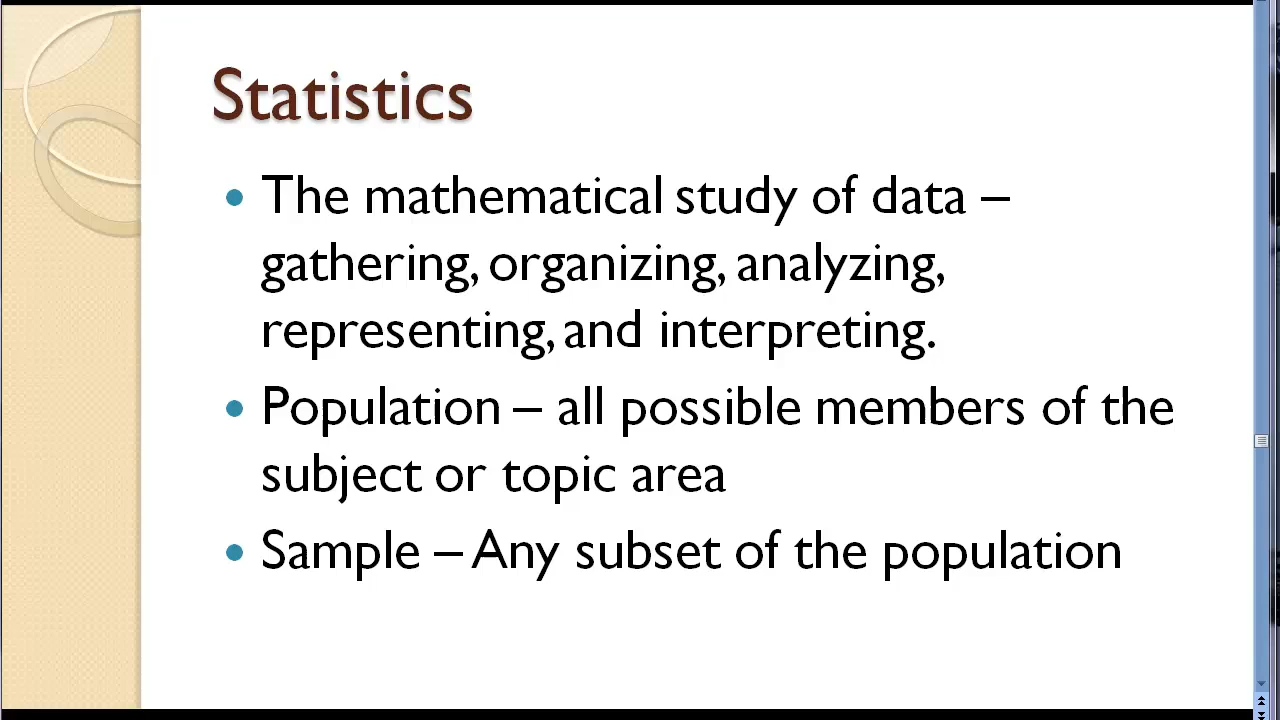 Statistics
• The mathematical study of data –
gathering, organizing, analyzing,
representing, and interpreting.
• Population – all possible members of the
subject or topic area
• Sample – Any subset of the population